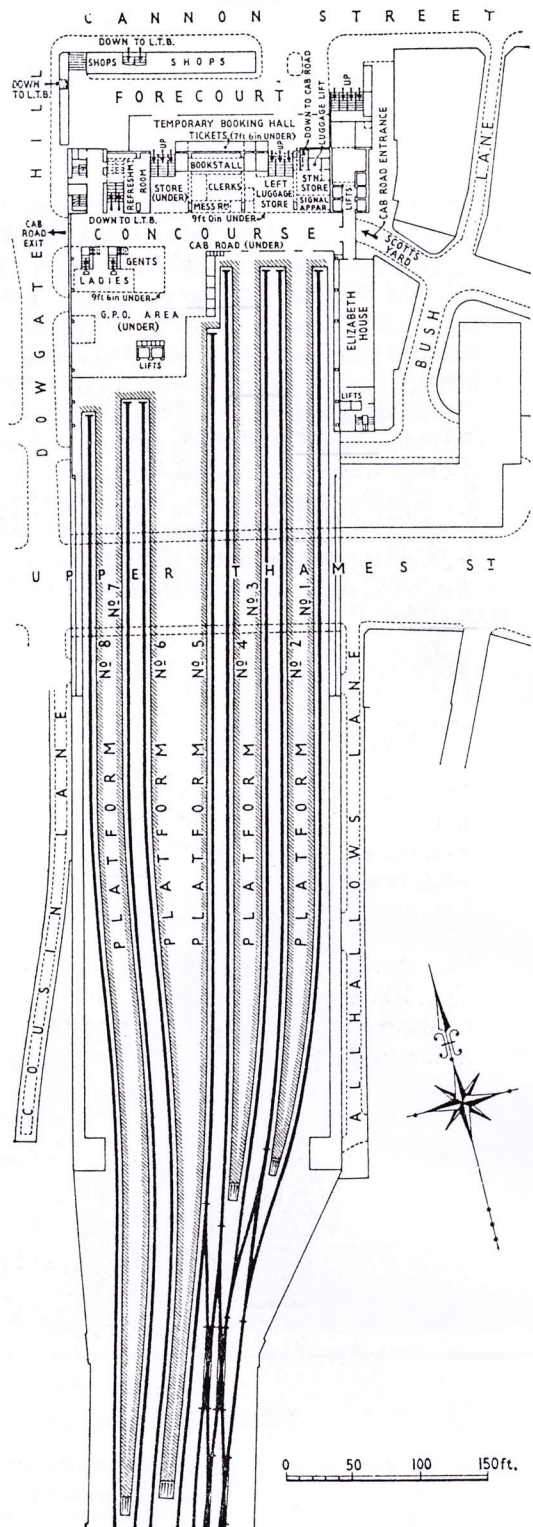 CANNON STREET
DOWN TO L.T.B.
SHOPS
SHOPS
DOWN
TO L.T.B.
FORECOURT
UP
DOWN TO CAB ROAD
LUGGAGE LIFT
TEMPORARY BOOKING HALL
TICKETS (7ft 6in UNDER)
UP
UP
BOOKSTALL
REFRESHMT
ROOM
STORE
(UNDER)
CLERKS
MESS RM
LEFT
LUGGAGE
STORE
STN.
STORE
SIGNAL
APPAR.
LIFTS
CAB ROAD ENTRANCE
DOWN TO L.T.B.
9ft 0in UNDER
CAB
ROAD
EXIT
CONCOURSE
CAB ROAD (UNDER)
SCOTTS
YARD
BUSH
LANE
DOWGATE HILL
GENTS
LADIES
9ft 6in UNDER
G.P.O. AREA
(UNDER)
LIFTS
ELIZABETH
HOUSE
LIFTS
UPPER THAMES ST
PLATFORM No 8 No 7
PLATFORM No 6
PLATFORM No 5
PLATFORM No 4 No 3
PLATFORM No 2 No 1
COUSIN LANE
ALLHALLOWS LANE
0 50 100 150ft.